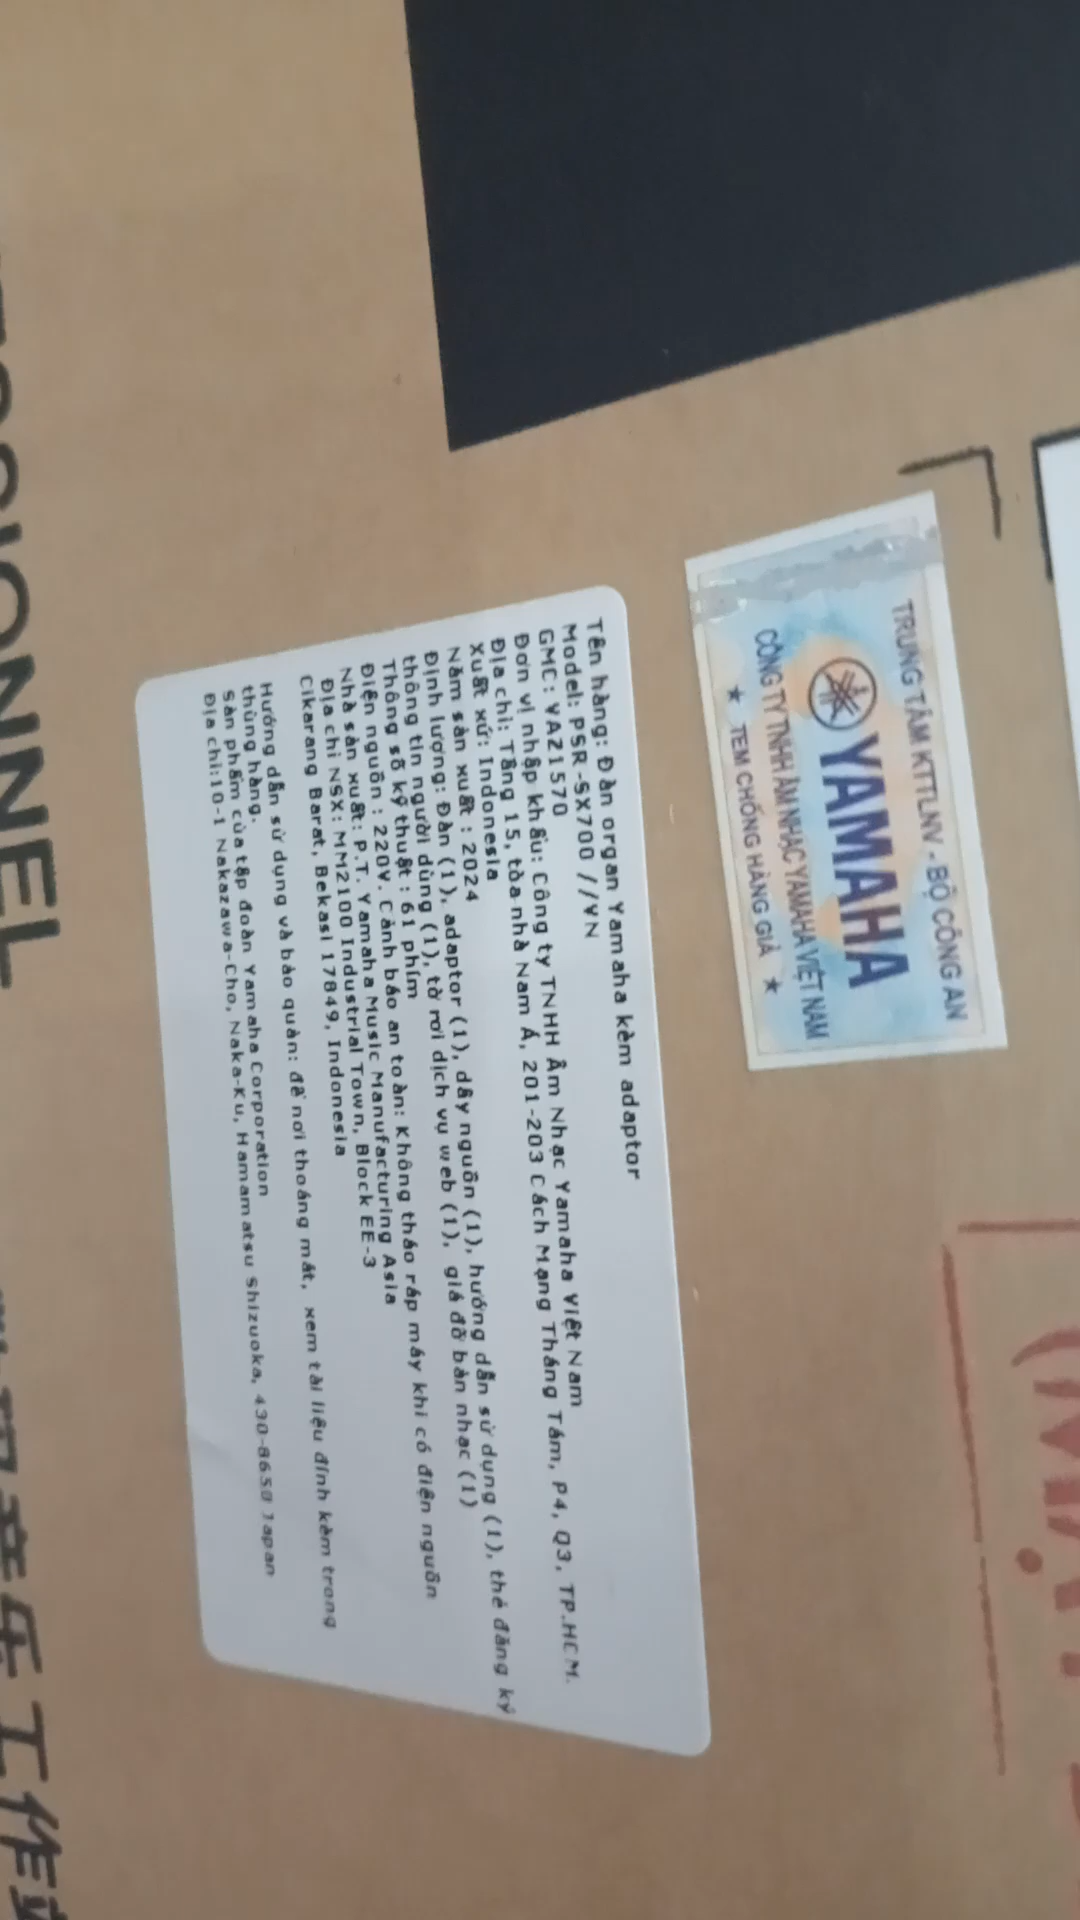 TRUNG TÂM KTTLNV - BỘ CÔNG AN
YAMAHA
CÔNG TY TNHH ÂM NHẠC YAMAHA VIỆT NAM
★ TEM CHỐNG HÀNG GIẢ ★
Tên hàng: Đàn organ Yamaha kèm adaptor
Model: PSR-SX700 //VN
GMC: VAZ1570
Đơn vị nhập khẩu: Công ty TNHH Âm Nhạc Yamaha Việt Nam
Địa chỉ: Tầng 15, tòa nhà Nam Á, 201-203 Cách Mạng Tháng Tám, P4, Q3, TP.HCM.
Xuất xứ: Indonesia
Năm sản xuất : 2024
Định lượng: Đàn (1), adaptor (1), dây nguồn (1), hướng dẫn sử dụng (1), thẻ đăng ký
thông tin người dùng (1), tờ rơi dịch vụ web (1), giá đỡ bản nhạc (1)
Thông số kỹ thuật : 61 phím
Điện nguồn : 220V. Cảnh báo an toàn: Không tháo ráp máy khi có điện nguồn
Nhà sản xuất: P.T. Yamaha Music Manufacturing Asia
Địa chỉ NSX: MM2100 Industrial Town, Block EE-3
Cikarang Barat, Bekasi 17849, Indonesia
Hướng dẫn sử dụng và bảo quản: để nơi thoáng mát, xem tài liệu đính kèm trong
thùng hàng.
Sản phẩm của tập đoàn Yamaha Corporation
Địa chỉ:10-1 Nakazawa-Cho, Naka-Ku, Hamamatsu Shizuoka, 430-8650 Japan